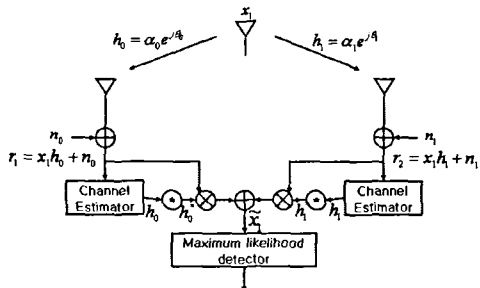 x₁
h₀ = α₀e^{jθ₀} h₁ = α₁e^{jθ₁}
n₀ n₁
r₁ = x₁h₀ + n₀ r₂ = x₁h₁ + n₁
Channel Estimator
h₀ * h₀* h₁* * h₁
Channel Estimator
x̃₁
Maximum likelihood
detector